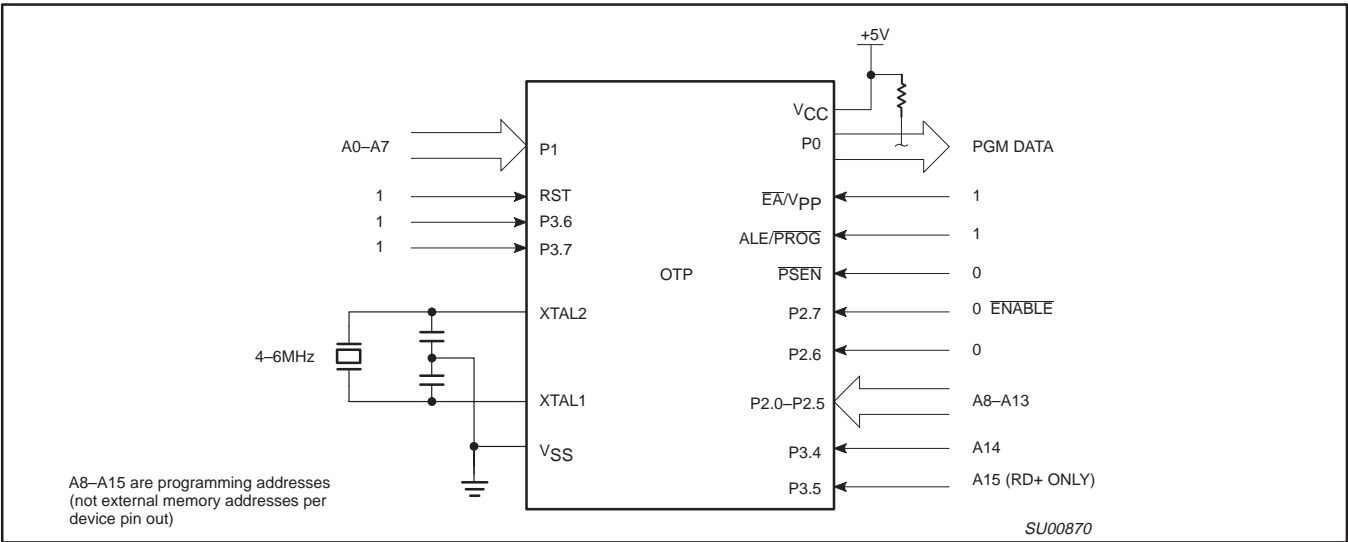 +5V
VCC
A0–A7
P1
P0
PGM DATA
1
RST
EA/VPP
1
1
P3.6
1
P3.7
ALE/PROG
1
OTP
PSEN
0
XTAL2
P2.7
0 ENABLE
4–6MHz
P2.6
0
XTAL1
P2.0–P2.5
A8–A13
VSS
P3.4
A14
P3.5
A15 (RD+ ONLY)
A8–A15 are programming addresses
(not external memory addresses per
device pin out)
SU00870